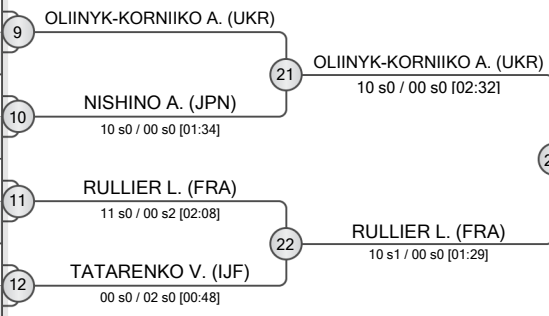 9
OLIINYK-KORNIIKO A. (UKR)
21
OLIINYK-KORNIIKO A. (UKR)
10 s0 / 00 s0 [02:32]
10
NISHINO A. (JPN)
10 s0 / 00 s0 [01:34]
11
RULLIER L. (FRA)
11 s0 / 00 s2 [02:08]
22
RULLIER L. (FRA)
10 s1 / 00 s0 [01:29]
12
TATARENKO V. (IJF)
00 s0 / 02 s0 [00:48]